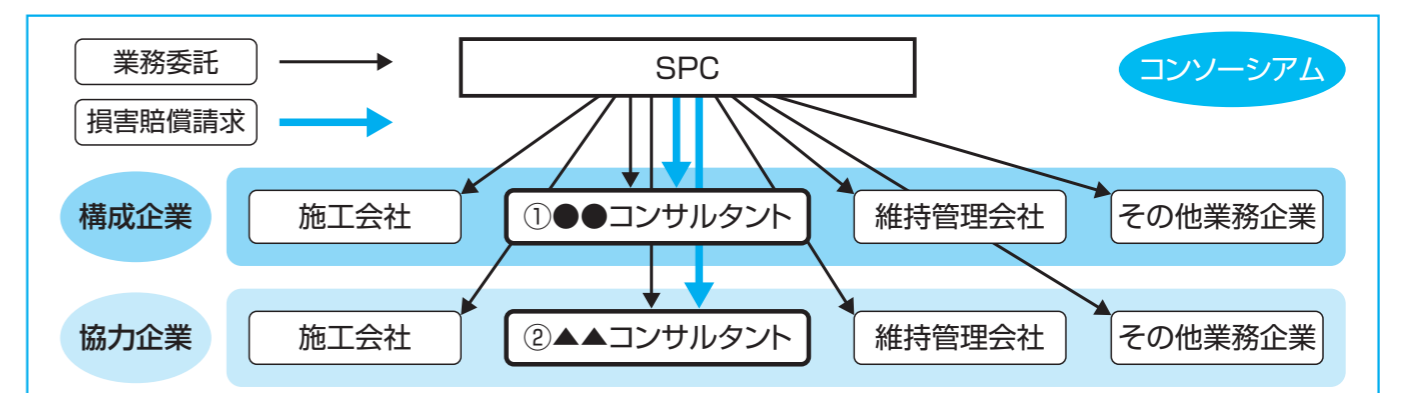 業務委託
SPC
コンソーシアム
損害賠償請求
構成企業
施工会社
①●●コンサルタント
維持管理会社
その他業務企業
協力企業
施工会社
②▲▲コンサルタント
維持管理会社
その他業務企業